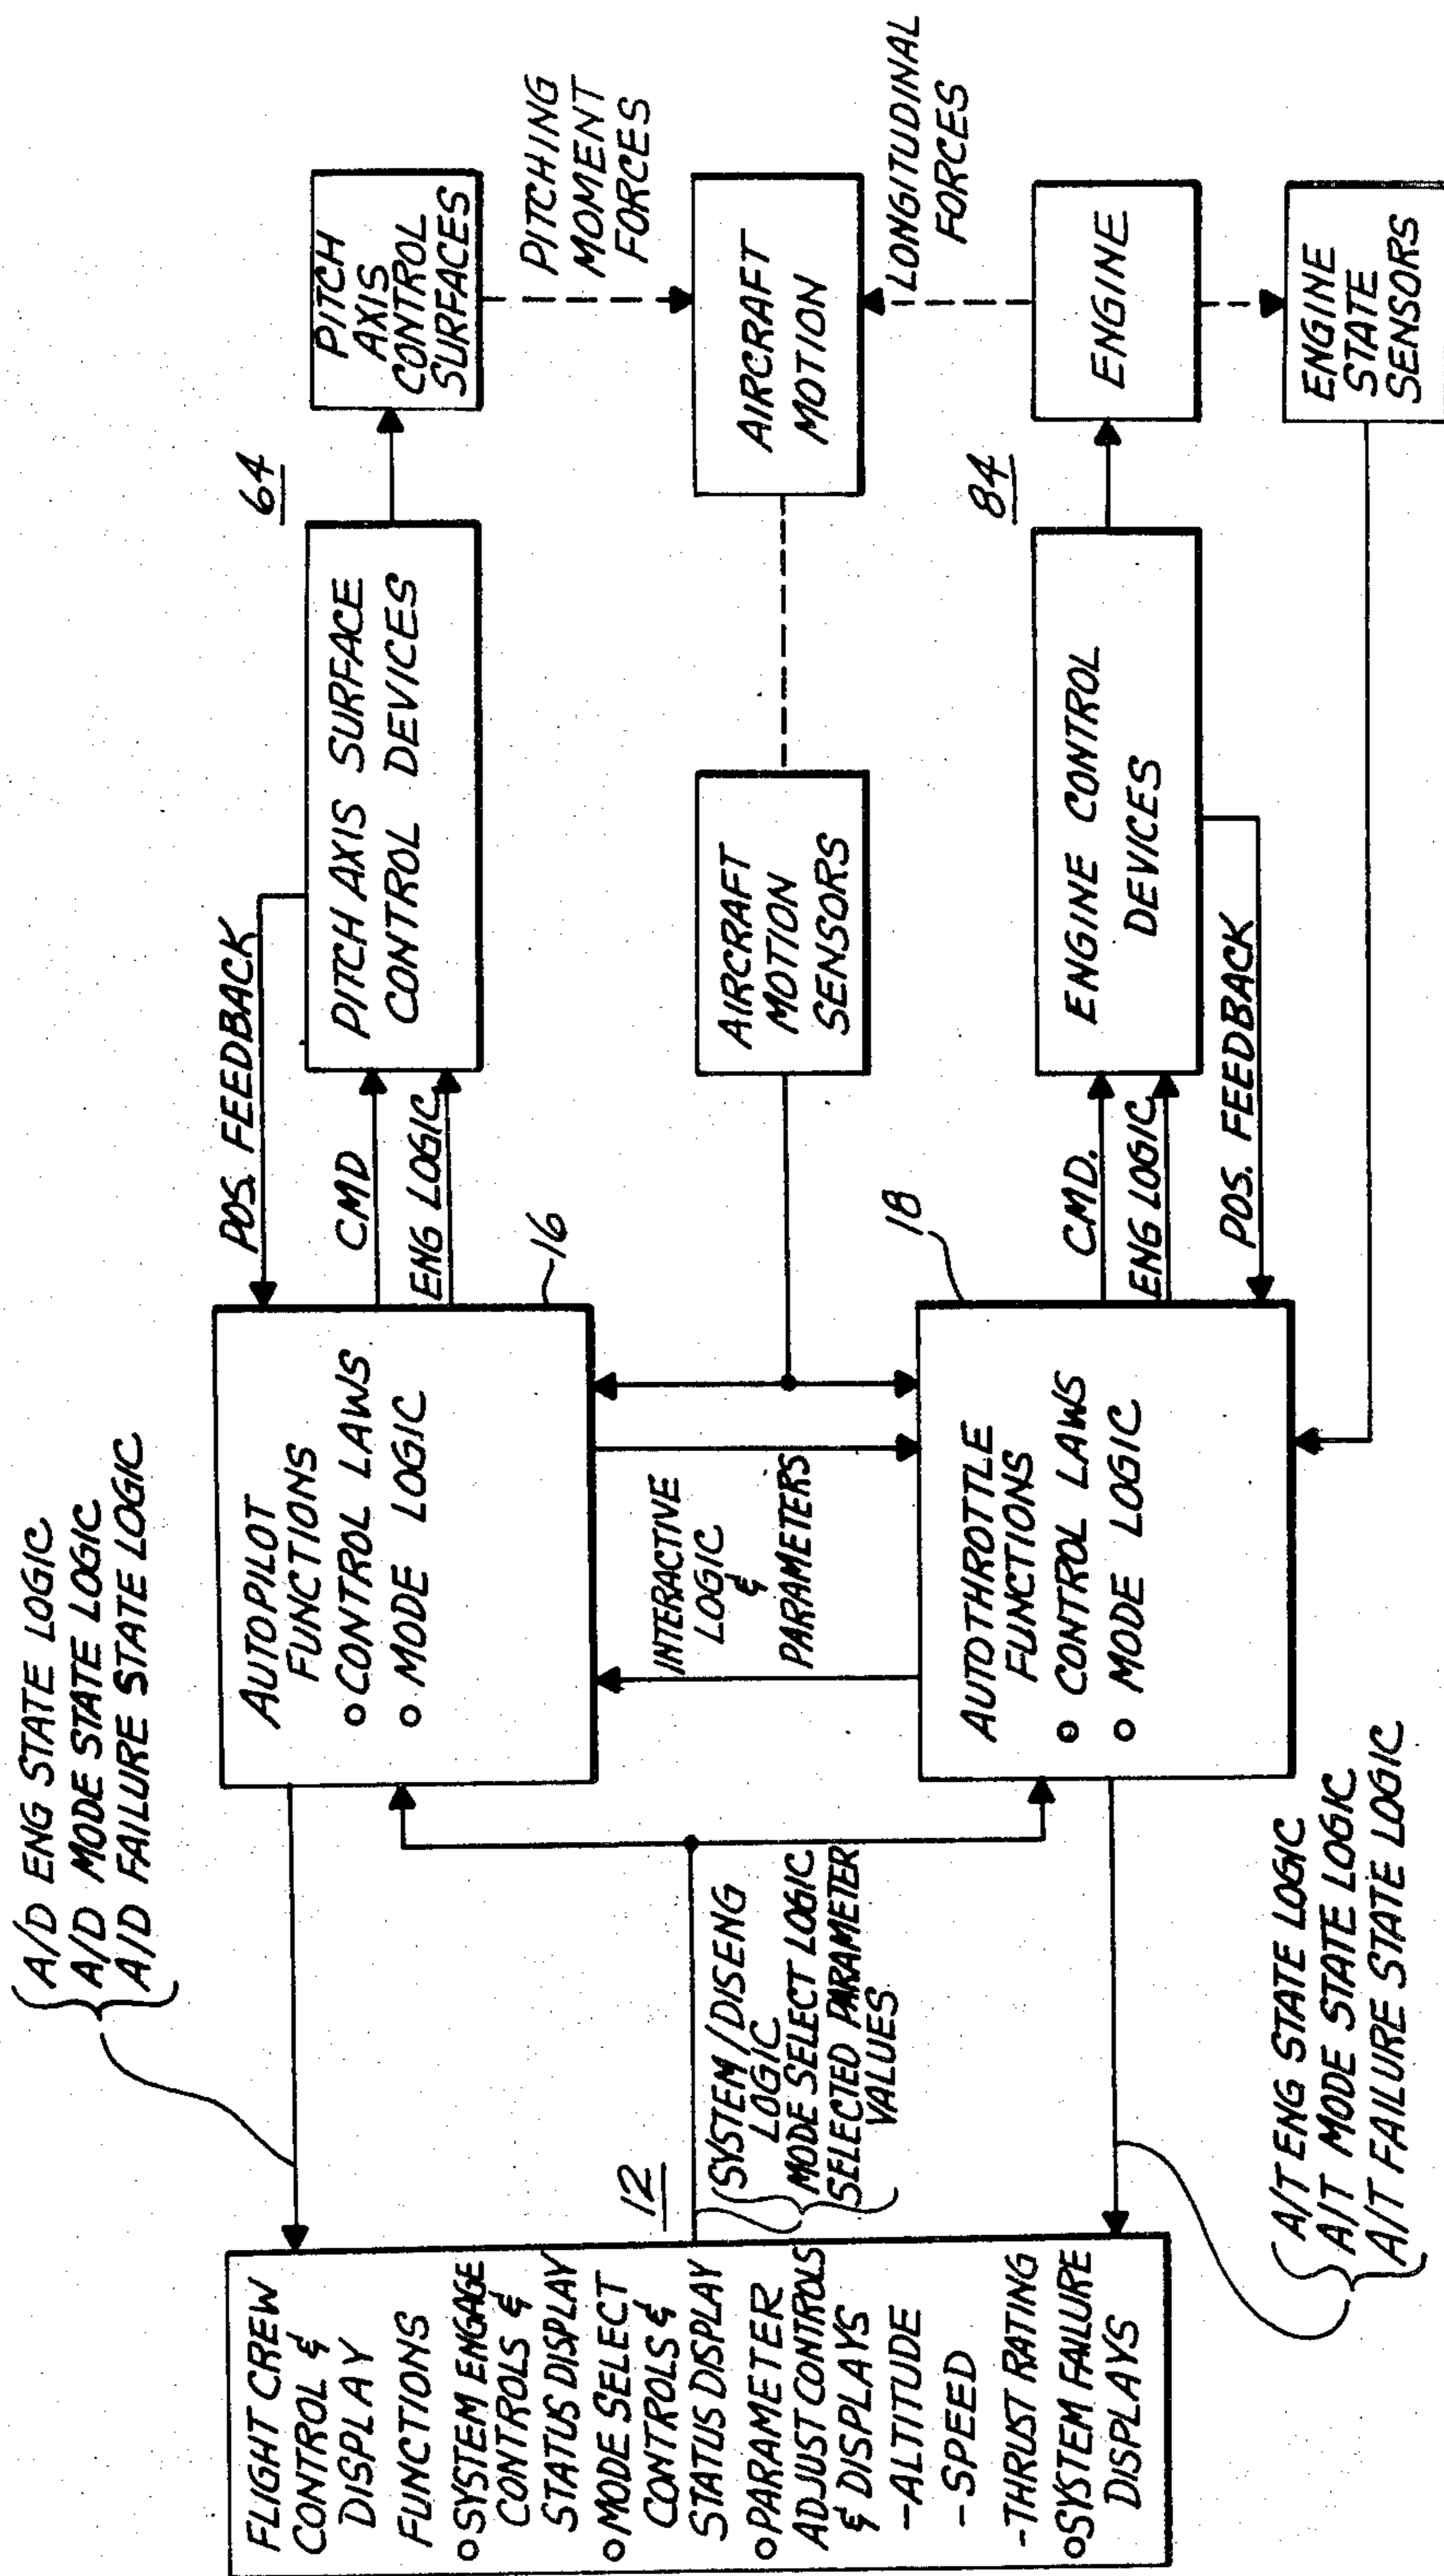 FLIGHT CREW
CONTROL &
DISPLAY
FUNCTIONS
o SYSTEM ENGAGE
CONTROLS &
STATUS DISPLAY
o MODE SELECT
CONTROLS &
STATUS DISPLAY
o PARAMETER
ADJUST CONTROLS
& DISPLAYS
-ALTITUDE
-SPEED
-THRUST RATING
o SYSTEM FAILURE
DISPLAYS
12
A/D ENG STATE LOGIC
A/D MODE STATE LOGIC
A/D FAILURE STATE LOGIC
SYSTEM/DISENG
LOGIC
MODE SELECT LOGIC
SELECTED PARAMETER
VALUES
A/T ENG STATE LOGIC
A/T MODE STATE LOGIC
A/T FAILURE STATE LOGIC
AUTOPILOT
FUNCTIONS
o CONTROL LAWS
o MODE LOGIC
16
INTERACTIVE
LOGIC
&
PARAMETERS
AUTOTHROTTLE
FUNCTIONS
o CONTROL LAWS
o MODE LOGIC
18
POS. FEEDBACK
CMD
ENG LOGIC
PITCH AXIS SURFACE
CONTROL DEVICES
64
AIRCRAFT
MOTION
SENSORS
CMD.
ENG LOGIC
POS. FEEDBACK
ENGINE CONTROL
DEVICES
84
PITCH
AXIS
CONTROL
SURFACES
PITCHING
MOMENT
FORCES
AIRCRAFT
MOTION
LONGITUDINAL
FORCES
ENGINE
ENGINE
STATE
SENSORS